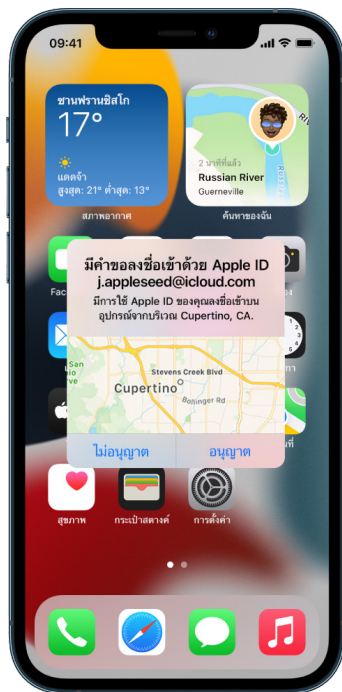 09:41
ซานฟรานซิสโก
17°
แดดจ้า
สูงสุด: 21° ต่ำสุด: 13°
สภาพอากาศ
2 นาทีที่แล้ว
Russian River
Guerneville
ค้นหาของฉัน
มีคำขอลงชื่อเข้าด้วย Apple ID
j.appleseed@icloud.com
มีการใช้ Apple ID ของคุณลงชื่อเข้าบน
อุปกรณ์จากบริเวณ Cupertino, CA.
Stevens Creek Blvd
Cupertino
Bollinger Rd
ไม่อนุญาต
อนุญาต
สุขภาพ
กระเป๋าสตางค์
การตั้งค่า